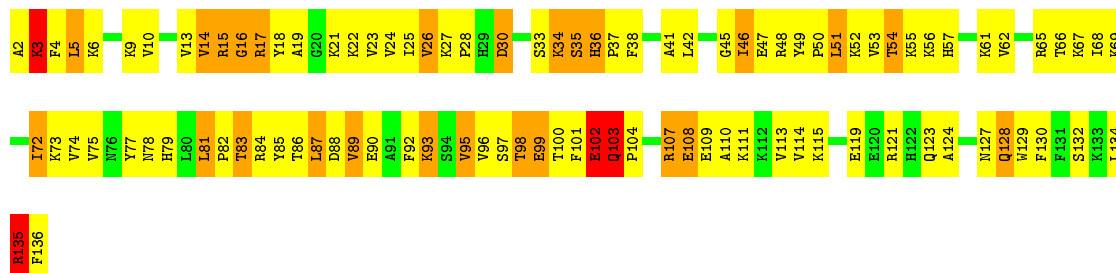 A2 K3 F4 L5 K6 K9 V10 V13 V14 R15 G16 R17 Y18 A19 G20 K21 K22 V23 V24 I25 V26 K27 P28 H29 D30 S33 K34 S35 H36 P37 F38 A41 L42 G45 I46 E47 R48 Y49 P50 L51 K52 V53 T54 K55 K56 H57 K61 V62 R65 T66 K67 I68
I72 K73 V74 V75 N76 Y77 N78 H79 L80 L81 P82 T83 R84 Y85 T86 L87 D88 V89 E90 A91 F92 K93 S94 V95 V96 S97 T98 E99 T100 F101 E102 Q103 P104 R107 E108 E109 A110 K111 K112 V113 V114 K115 E119 E120 R121 H122 Q123 A124 N127 Q128 W129 F130 F131 S132 K133 L134
R135 F136